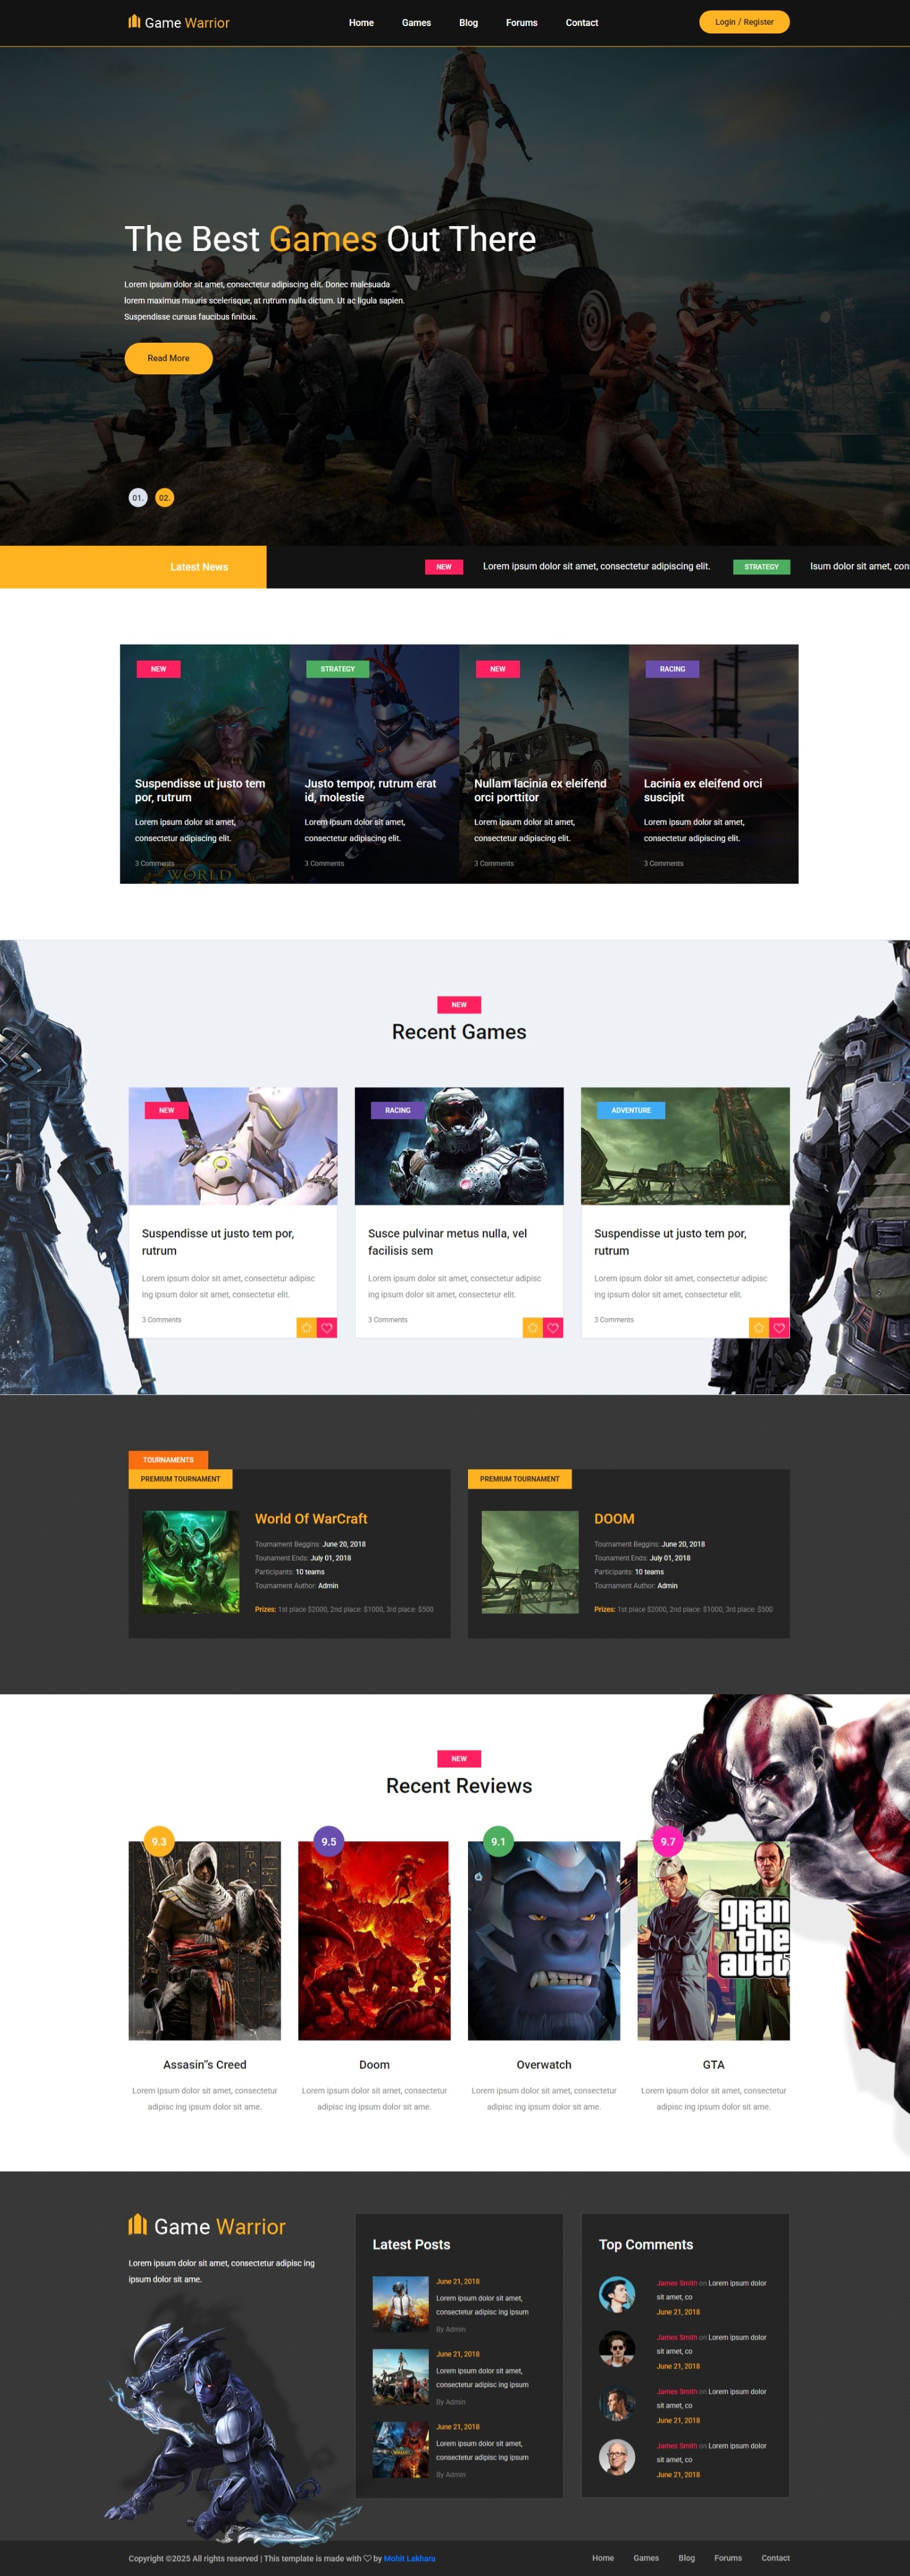 Game Warrior
Home
Games
Blog
Forums
Contact
Login / Register
The Best Games Out There
Lorem ipsum dolor sit amet, consectetur adipiscing elit. Donec malesuada
lorem maximus mauris scelerisque, at rutrum nulla dictum. Ut ac ligula sapien.
Suspendisse cursus faucibus finibus.
Read More
01.
02.
Latest News
NEW
Lorem ipsum dolor sit amet, consectetur adipiscing elit.
STRATEGY
Isum dolor sit amet, con
NEW
Suspendisse ut justo tem
por, rutrum
Lorem ipsum dolor sit amet,
consectetur adipiscing elit.
3 Comments
WORLD
STRATEGY
Justo tempor, rutrum erat
id, molestie
Lorem ipsum dolor sit amet,
consectetur adipiscing elit.
3 Comments
NEW
Nullam lacinia ex eleifend
orci porttitor
Lorem ipsum dolor sit amet,
consectetur adipiscing elit.
3 Comments
RACING
Lacinia ex eleifend orci
suscipit
Lorem ipsum dolor sit amet,
consectetur adipiscing elit.
3 Comments
NEW
Recent Games
NEW
Suspendisse ut justo tem por,
rutrum
Lorem ipsum dolor sit amet, consectetur adipisc
ing ipsum dolor sit amet, consectetur elit.
3 Comments
RACING
Susce pulvinar metus nulla, vel
facilisis sem
Lorem ipsum dolor sit amet, consectetur adipisc
ing ipsum dolor sit amet, consectetur elit.
3 Comments
ADVENTURE
Suspendisse ut justo tem por,
rutrum
Lorem ipsum dolor sit amet, consectetur adipisc
ing ipsum dolor sit amet, consectetur elit.
3 Comments
TOURNAMENTS
PREMIUM TOURNAMENT
World Of WarCraft
Tournament Beggins: June 20, 2018
Tounament Ends: July 01, 2018
Participants: 10 teams
Tournament Author: Admin
Prizes: 1st place $2000, 2nd place: $1000, 3rd place: $500
PREMIUM TOURNAMENT
DOOM
Tournament Beggins: June 20, 2018
Tounament Ends: July 01, 2018
Participants: 10 teams
Tournament Author: Admin
Prizes: 1st place $2000, 2nd place: $1000, 3rd place: $500
NEW
Recent Reviews
9.3
Assasin''s Creed
Lorem ipsum dolor sit amet, consectetur
adipisc ing ipsum dolor sit ame.
9.5
Doom
Lorem ipsum dolor sit amet, consectetur
adipisc ing ipsum dolor sit ame.
9.1
Overwatch
Lorem ipsum dolor sit amet, consectetur
adipisc ing ipsum dolor sit ame.
9.7
gran
the
auto
GTA
Lorem ipsum dolor sit amet, consectetur
adipisc ing ipsum dolor sit ame.
Game Warrior
Lorem ipsum dolor sit amet, consectetur adipisc ing
ipsum dolor sit ame.
Latest Posts
June 21, 2018
Lorem ipsum dolor sit amet,
consectetur adipisc ing ipsum
By Admin
June 21, 2018
Lorem ipsum dolor sit amet,
consectetur adipisc ing ipsum
By Admin
June 21, 2018
Lorem ipsum dolor sit amet,
consectetur adipisc ing ipsum
By Admin
Top Comments
James Smith on Lorem ipsum dolor
sit amet, co
June 21, 2018
James Smith on Lorem ipsum dolor
sit amet, co
June 21, 2018
James Smith on Lorem ipsum dolor
sit amet, co
June 21, 2018
James Smith on Lorem ipsum dolor
sit amet, co
June 21, 2018
Copyright ©2025 All rights reserved | This template is made with ♡ by Mohit Lakhara
Home
Games
Blog
Forums
Contact